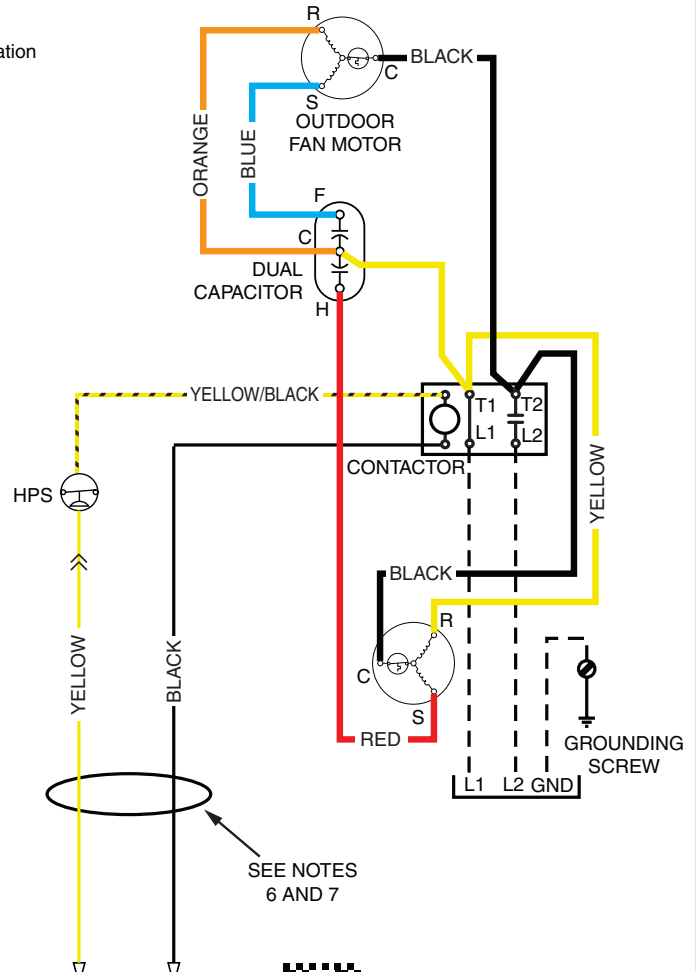 ation
R
BLACK
C
S
OUTDOOR
FAN MOTOR
ORANGE
BLUE
F
C
DUAL
CAPACITOR
H
YELLOW/BLACK
T1
T2
L1
L2
CONTACTOR
YELLOW
HPS
BLACK
R
C
S
YELLOW
BLACK
RED
GROUNDING
SCREW
L1
L2
GND
SEE NOTES
6 AND 7